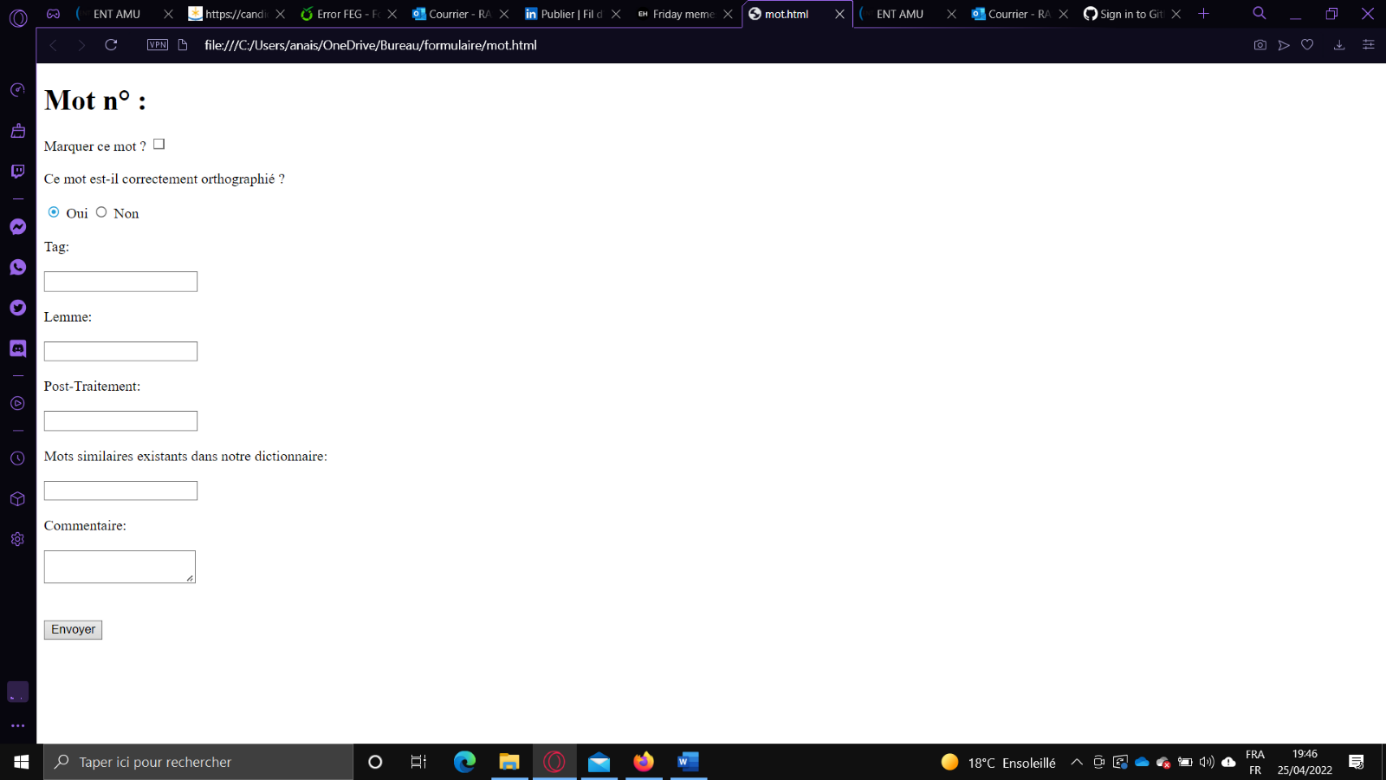 ENT AMU
https://candi
Error FEG - F
Courrier - RA
Publier | Fil d
EH Friday meme
mot.html
ENT AMU
Courrier - RA
Sign in to Git
VPN
file:///C:/Users/anais/OneDrive/Bureau/formulaire/mot.html
Mot n° :
Marquer ce mot ?
Ce mot est-il correctement orthographié ?
Oui Non
Tag:
Lemme:
Post-Traitement:
Mots similaires existants dans notre dictionnaire:
Commentaire:
Envoyer
Taper ici pour rechercher
18°C Ensoleillé
FRA
FR
19:46
25/04/2022